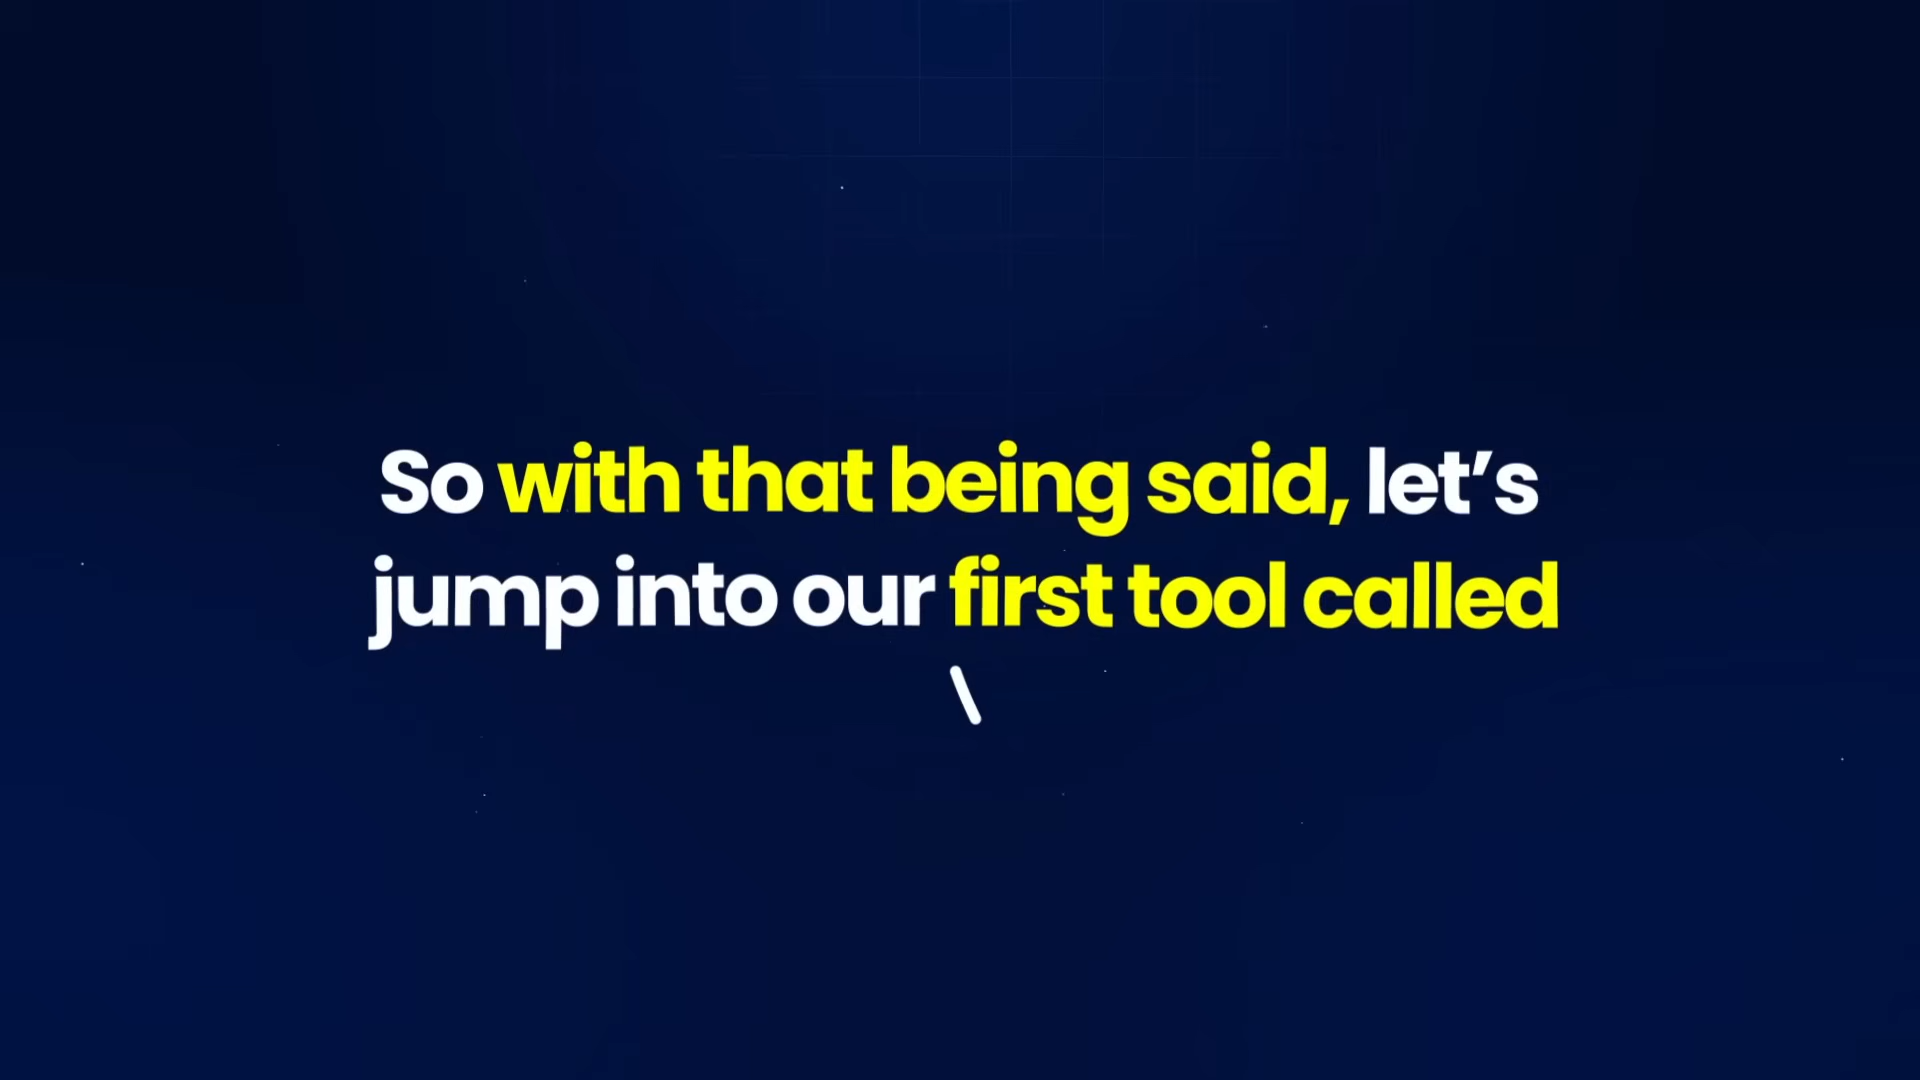 So with that being said, let’s
jump into our first tool called